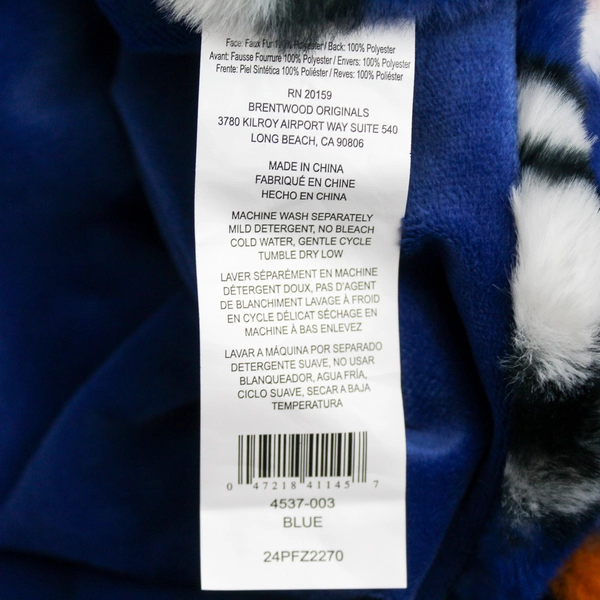 Face: Faux Fur 100% Polyester / Back: 100% Polyester
Avant: Fausse Fourrure 100% Polyester / Envers: 100% Polyester
Frente: Piel Sintética 100% Poliéster / Reves: 100% Poliéster
RN 20159
BRENTWOOD ORIGINALS
3780 KILROY AIRPORT WAY SUITE 540
LONG BEACH, CA 90806
MADE IN CHINA
FABRIQUÉ EN CHINE
HECHO EN CHINA
MACHINE WASH SEPARATELY
MILD DETERGENT, NO BLEACH
COLD WATER, GENTLE CYCLE
TUMBLE DRY LOW
LAVER SÉPARÉMENT EN MACHINE
DÉTERGENT DOUX, PAS D'AGENT
DE BLANCHIMENT LAVAGE À FROID
EN CYCLE DÉLICAT SÉCHAGE EN
MACHINE À BAS ENLEVEZ
LAVAR A MÁQUINA POR SEPARADO
DETERGENTE SUAVE, NO USAR
BLANQUEADOR, AGUA FRÍA,
CICLO SUAVE, SECAR A BAJA
TEMPERATURA
0 47218 41145 7
4537-003
BLUE
24PFZ2270